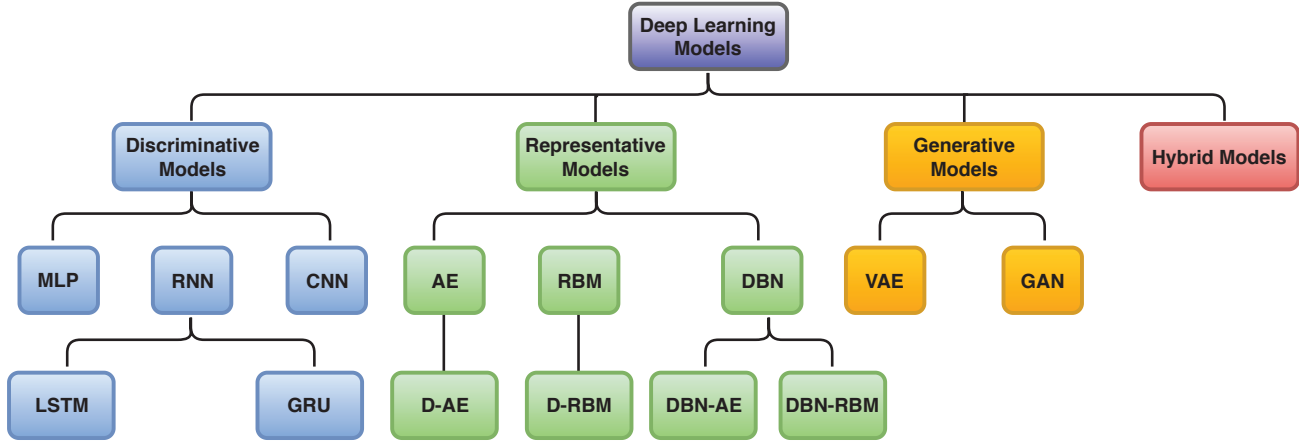 Deep Learning
Models
Discriminative
Models
Representative
Models
Generative
Models
Hybrid Models
MLP
RNN
CNN
AE
RBM
DBN
VAE
GAN
LSTM
GRU
D-AE
D-RBM
DBN-AE
DBN-RBM